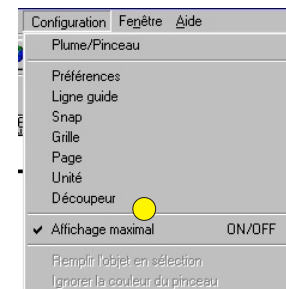 Configuration Fenêtre Aide
Plume/Pinceau
Préférences
Ligne guide
Snap
Grille
Page
Unité
Découpeur
✔ Affichage maximal ON/OFF
Remplir l'objet en sélection
Ignorer la couleur du pinceau